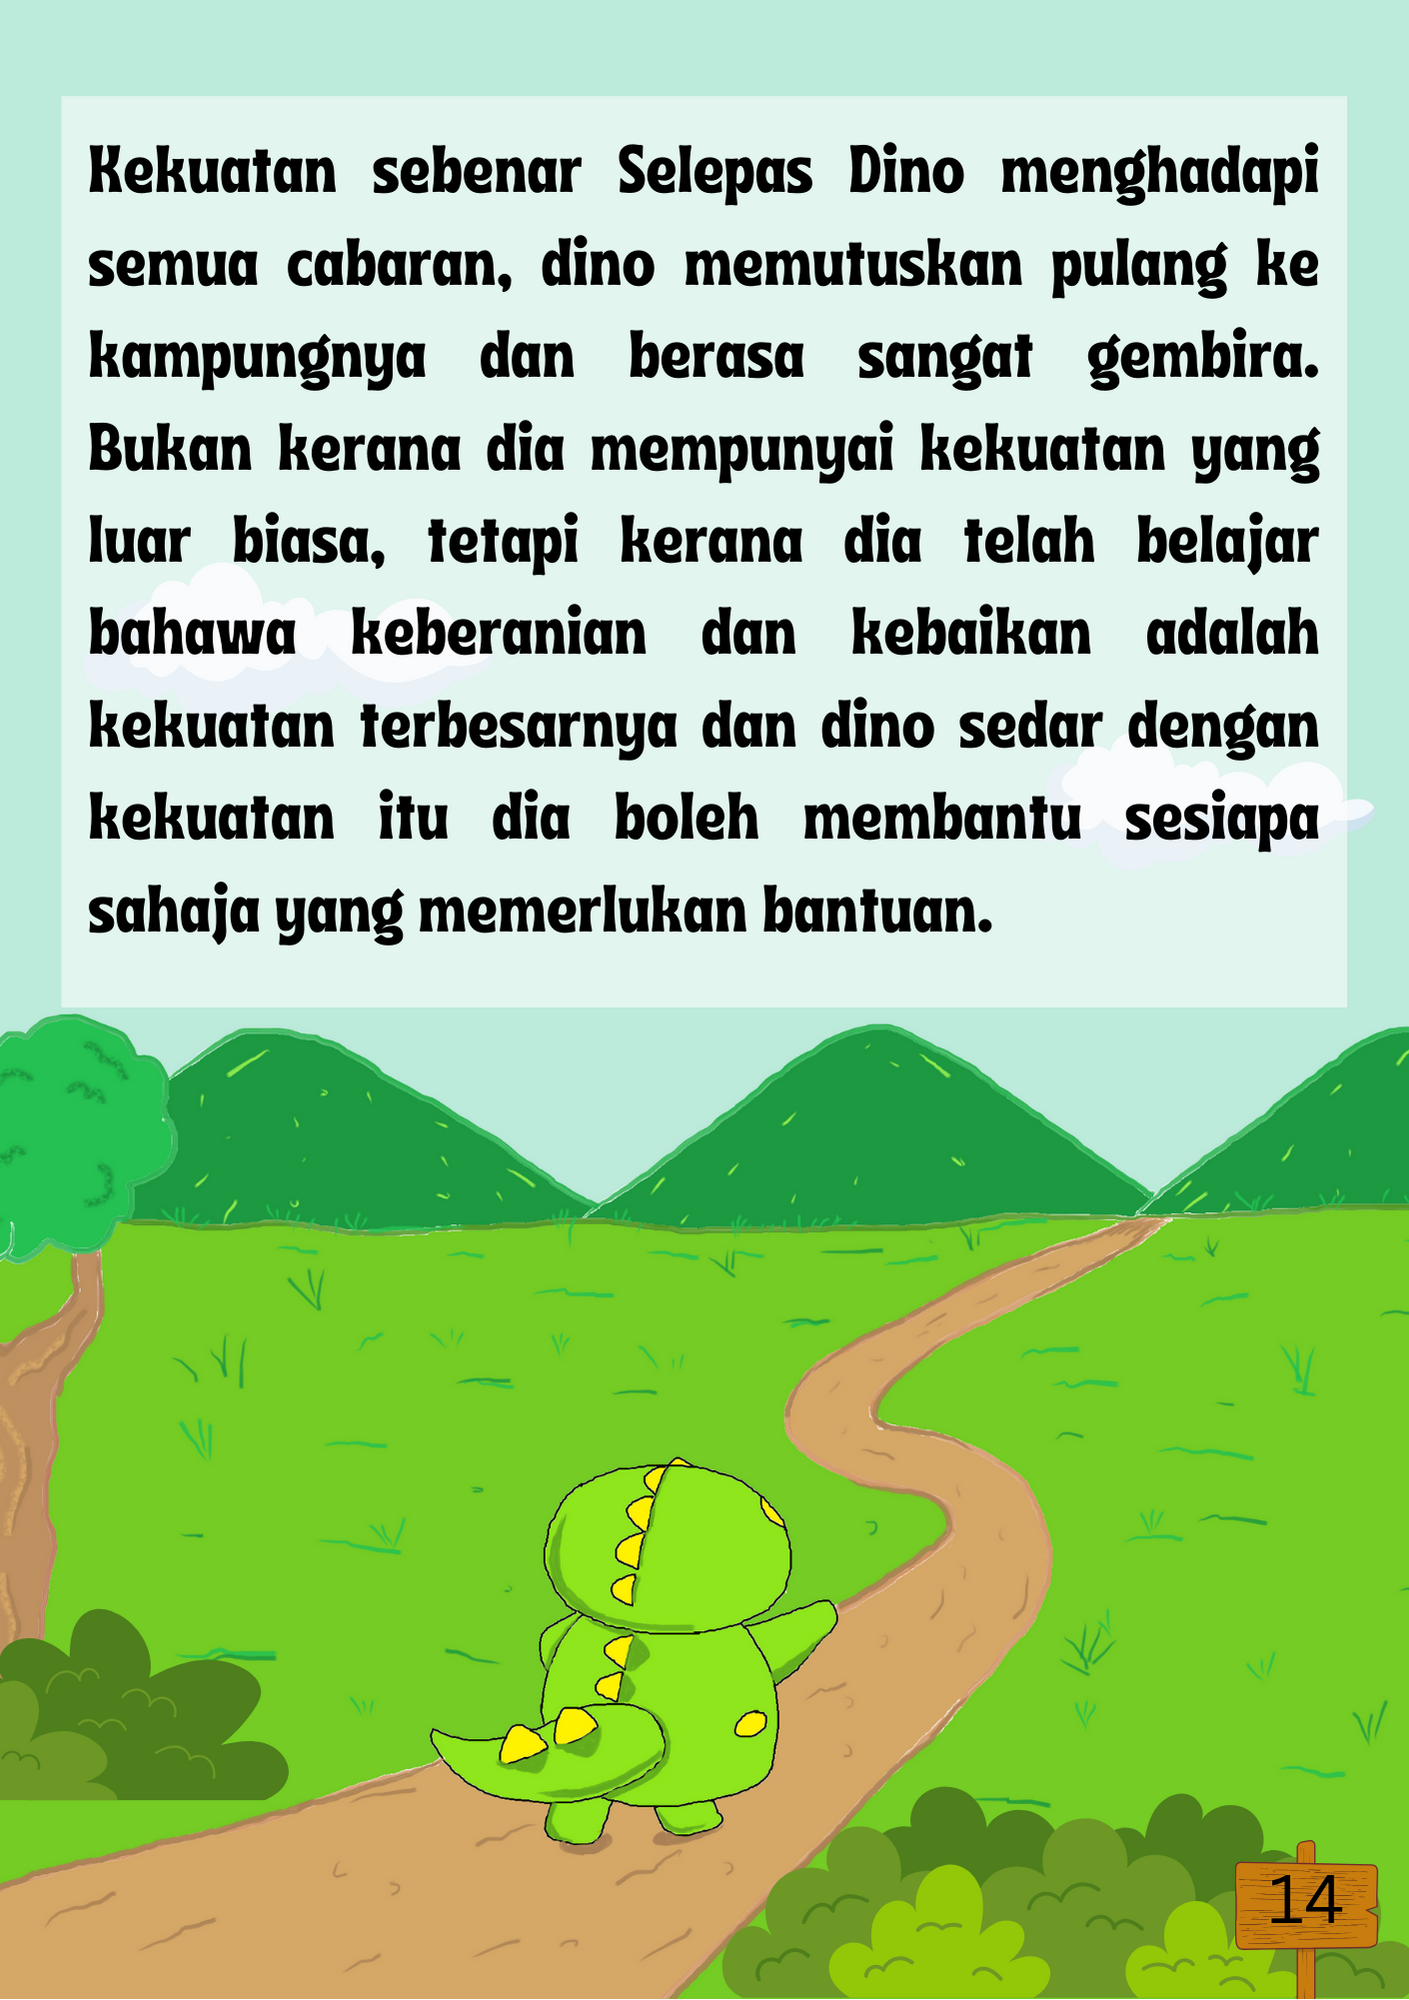 Kekuatan sebenar Selepas Dino menghadapi
semua cabaran, dino memutuskan pulang ke
kampungnya dan berasa sangat gembira.
Bukan kerana dia mempunyai kekuatan yang
luar biasa, tetapi kerana dia telah belajar
bahawa keberanian dan kebaikan adalah
kekuatan terbesarnya dan dino sedar dengan
kekuatan itu dia boleh membantu sesiapa
sahaja yang memerlukan bantuan.
14